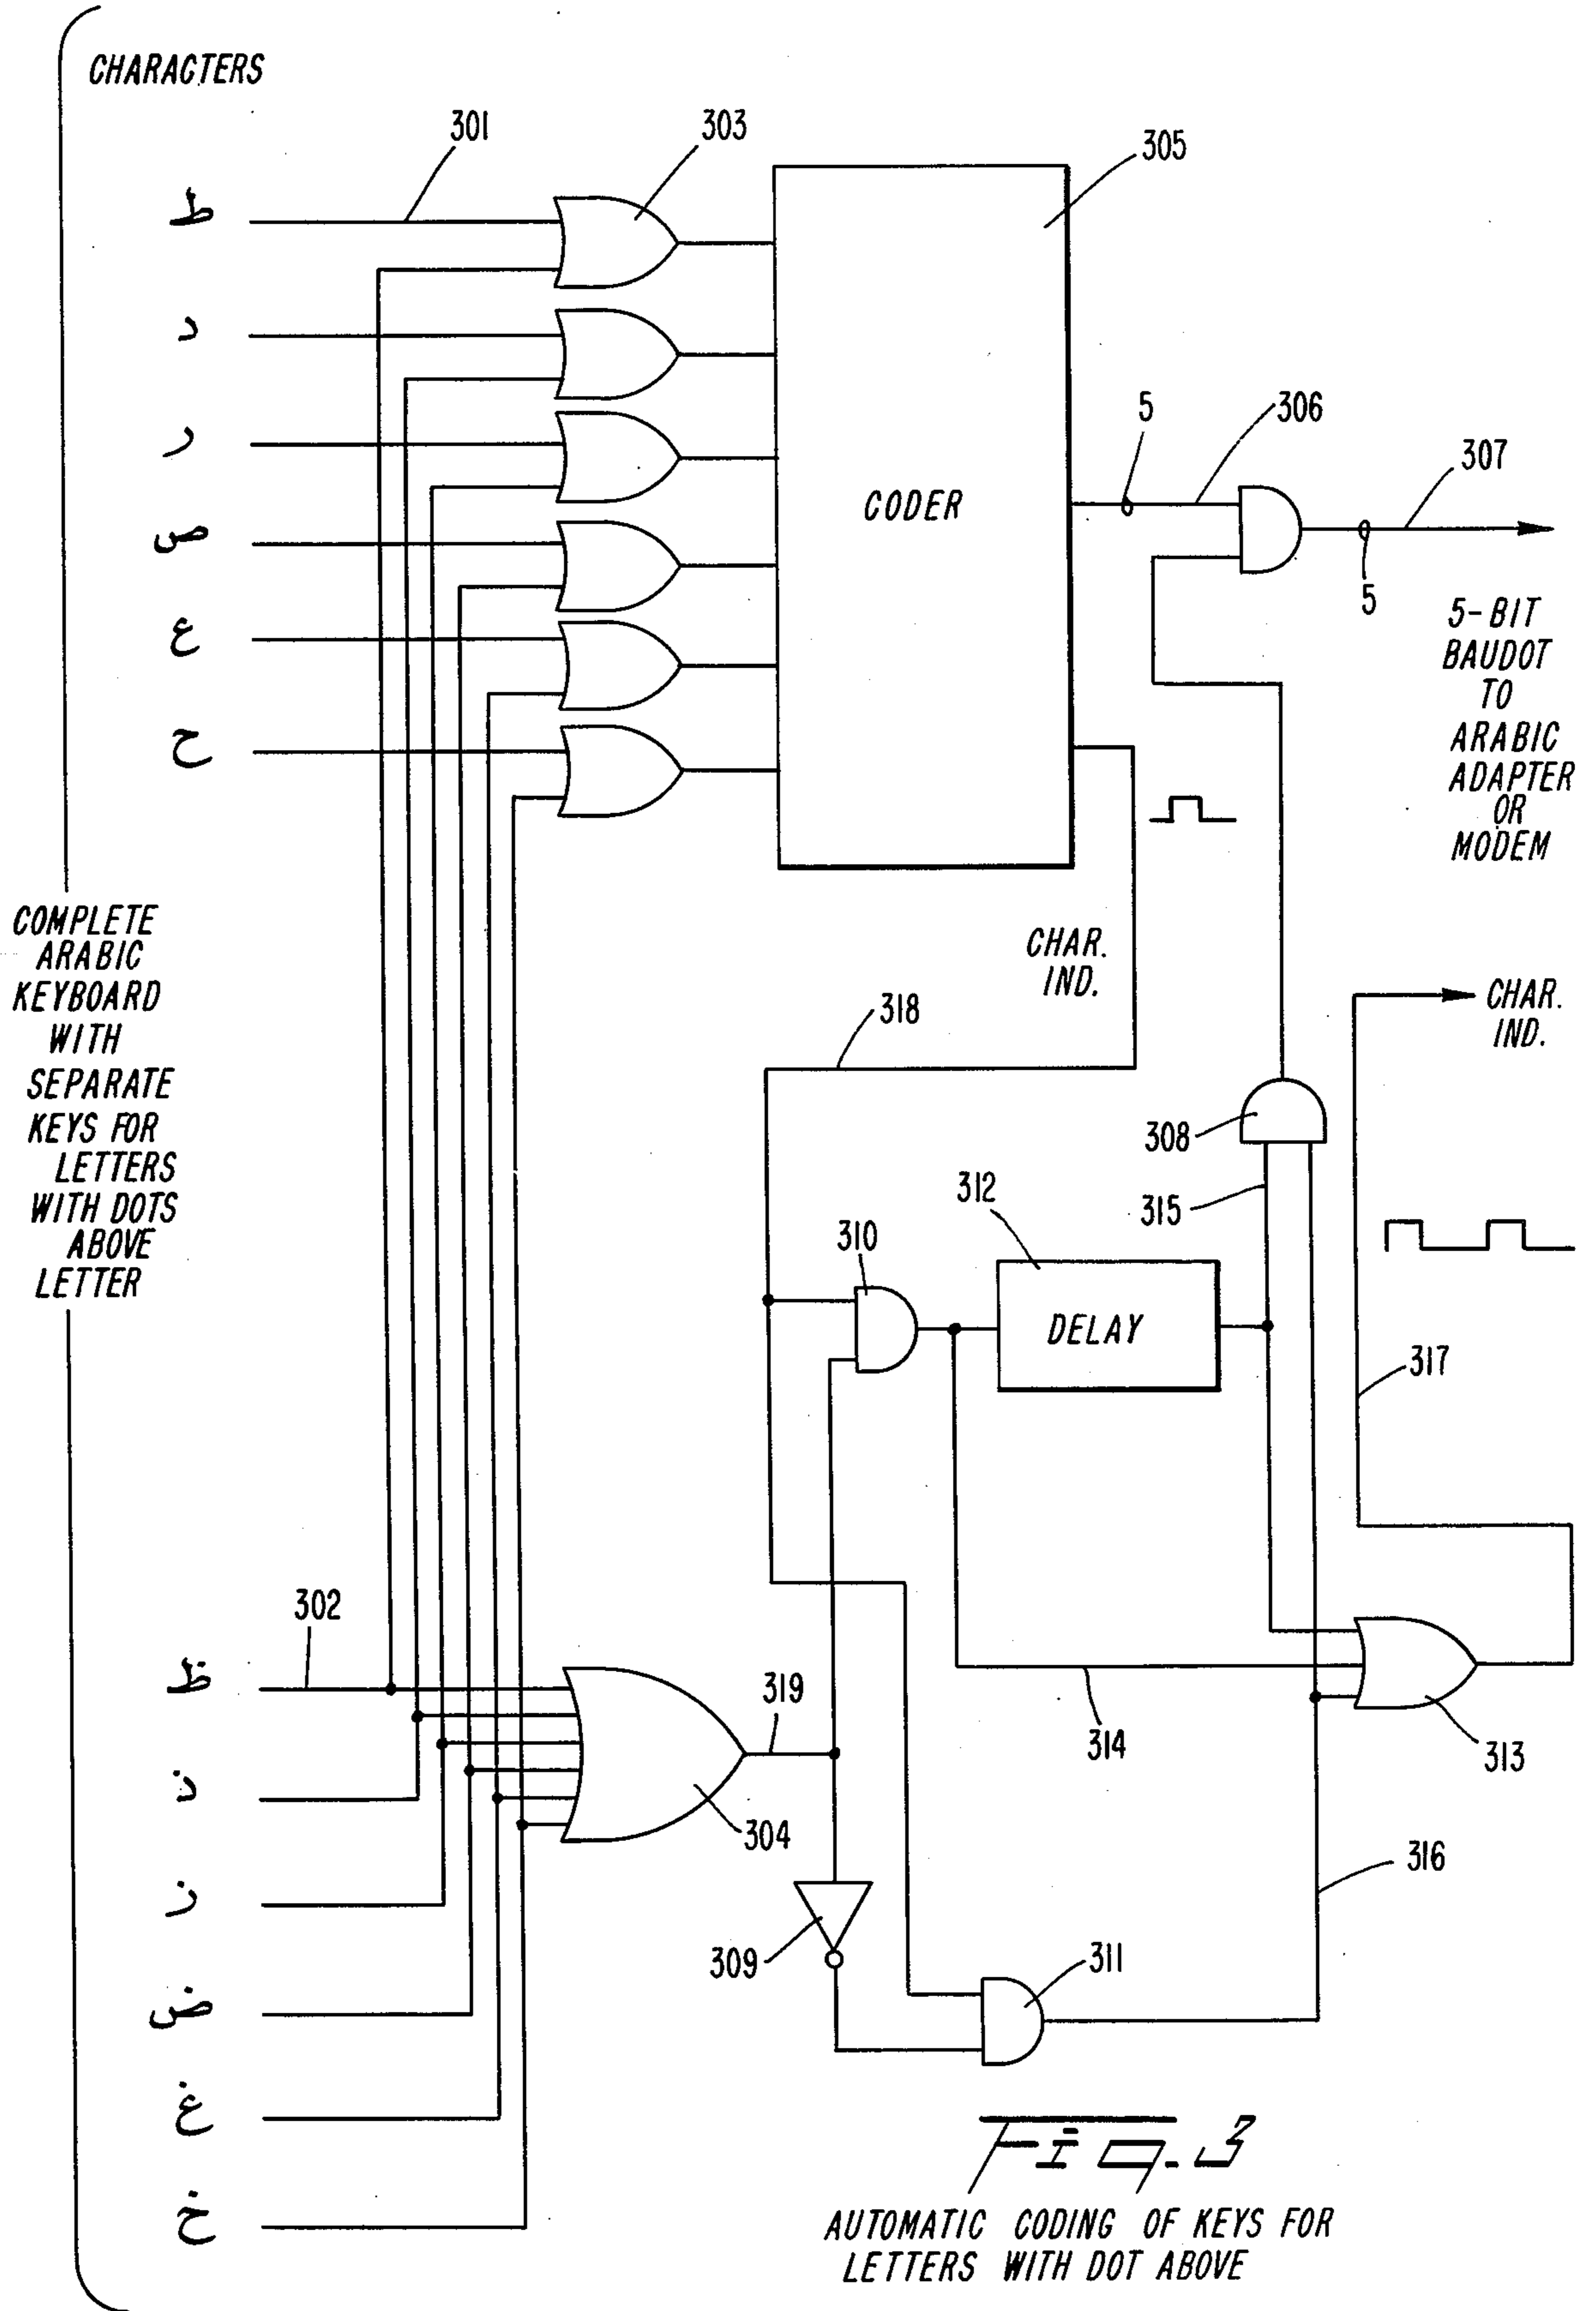 CHARACTERS
301
303
305
ط
د
ر
ص
ع
ح
CODER
5
306
307
5
5-BIT
BAUDOT
TO
ARABIC
ADAPTER
OR
MODEM
COMPLETE
ARABIC
KEYBOARD
WITH
SEPARATE
KEYS FOR
LETTERS
WITH DOTS
ABOVE
LETTER
CHAR.
IND.
318
CHAR.
IND.
308
315
312
310
DELAY
317
302
ظ
ذ
ز
ض
غ
خ
319
304
314
313
316
309
311
Fig. 3
AUTOMATIC CODING OF KEYS FOR
LETTERS WITH DOT ABOVE